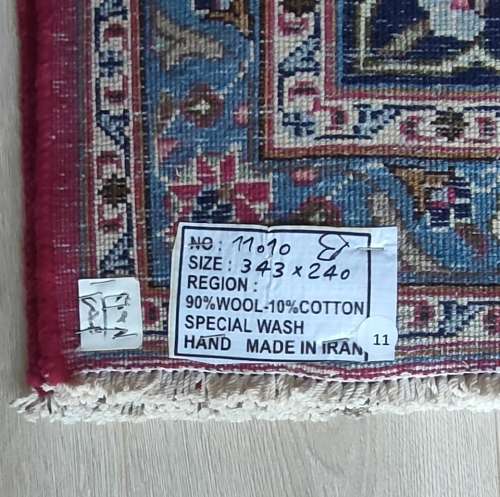 NO : 11010
SIZE : 343 x 240
REGION :
90%WOOL-10%COTTON
SPECIAL WASH
HAND MADE IN IRAN
11